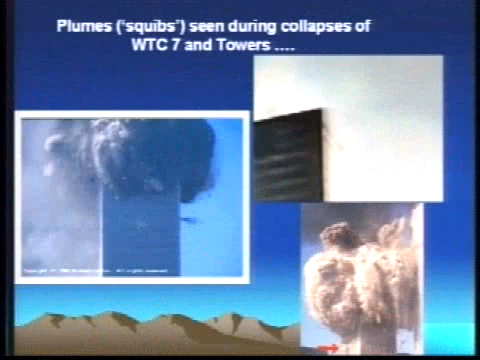 Plumes (‘squibs’) seen during collapses of
WTC 7 and Towers ....